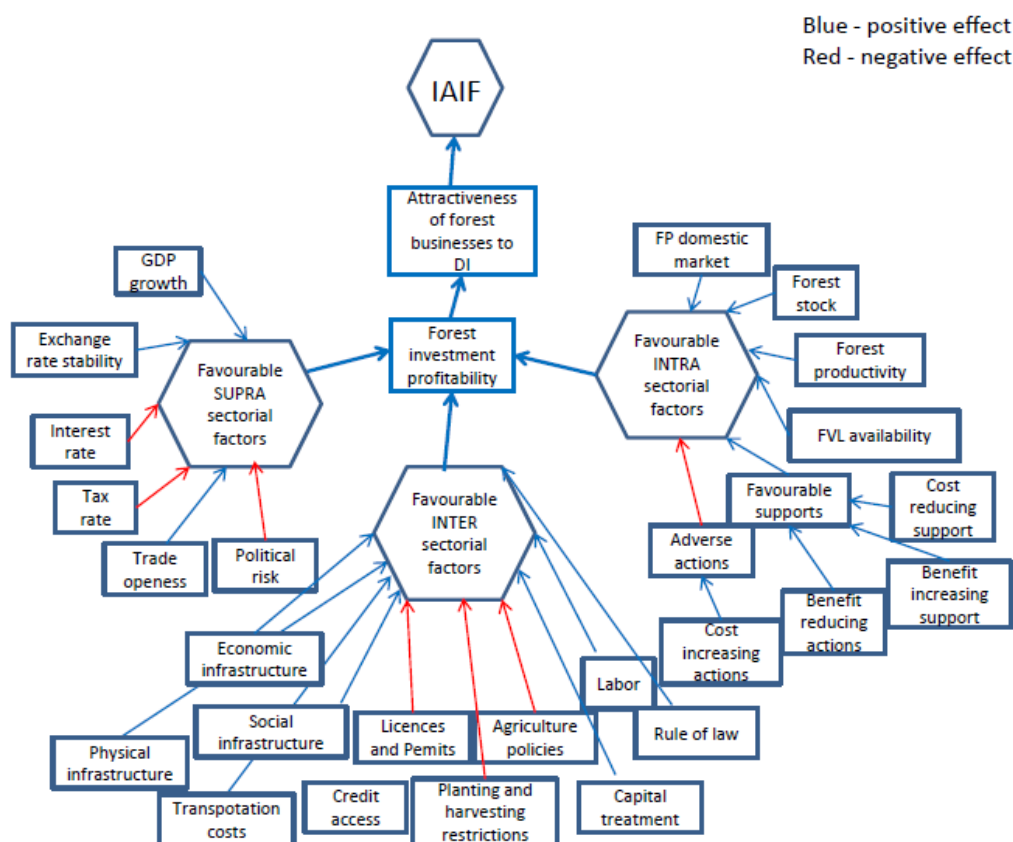 Blue - positive effect
Red - negative effect
IAIF
Attractiveness
of forest
businesses to
DI
FP domestic
market
GDP
growth
Forest
stock
Exchange
rate stability
Favourable
SUPRA
sectorial
factors
Forest
investment
profitability
Favourable
INTRA
sectorial
factors
Forest
productivity
Interest
rate
FVL availability
Tax
rate
Favourable
INTER
sectorial
factors
Favourable
supports
Cost
reducing
support
Trade
openess
Political
risk
Adverse
actions
Benefit
increasing
support
Benefit
reducing
actions
Cost
increasing
actions
Economic
infrastructure
Labor
Social
infrastructure
Licences
and Pemits
Agriculture
policies
Rule of law
Physical
infrastructure
Transpotation
costs
Credit
access
Planting and
harvesting
restrictions
Capital
treatment